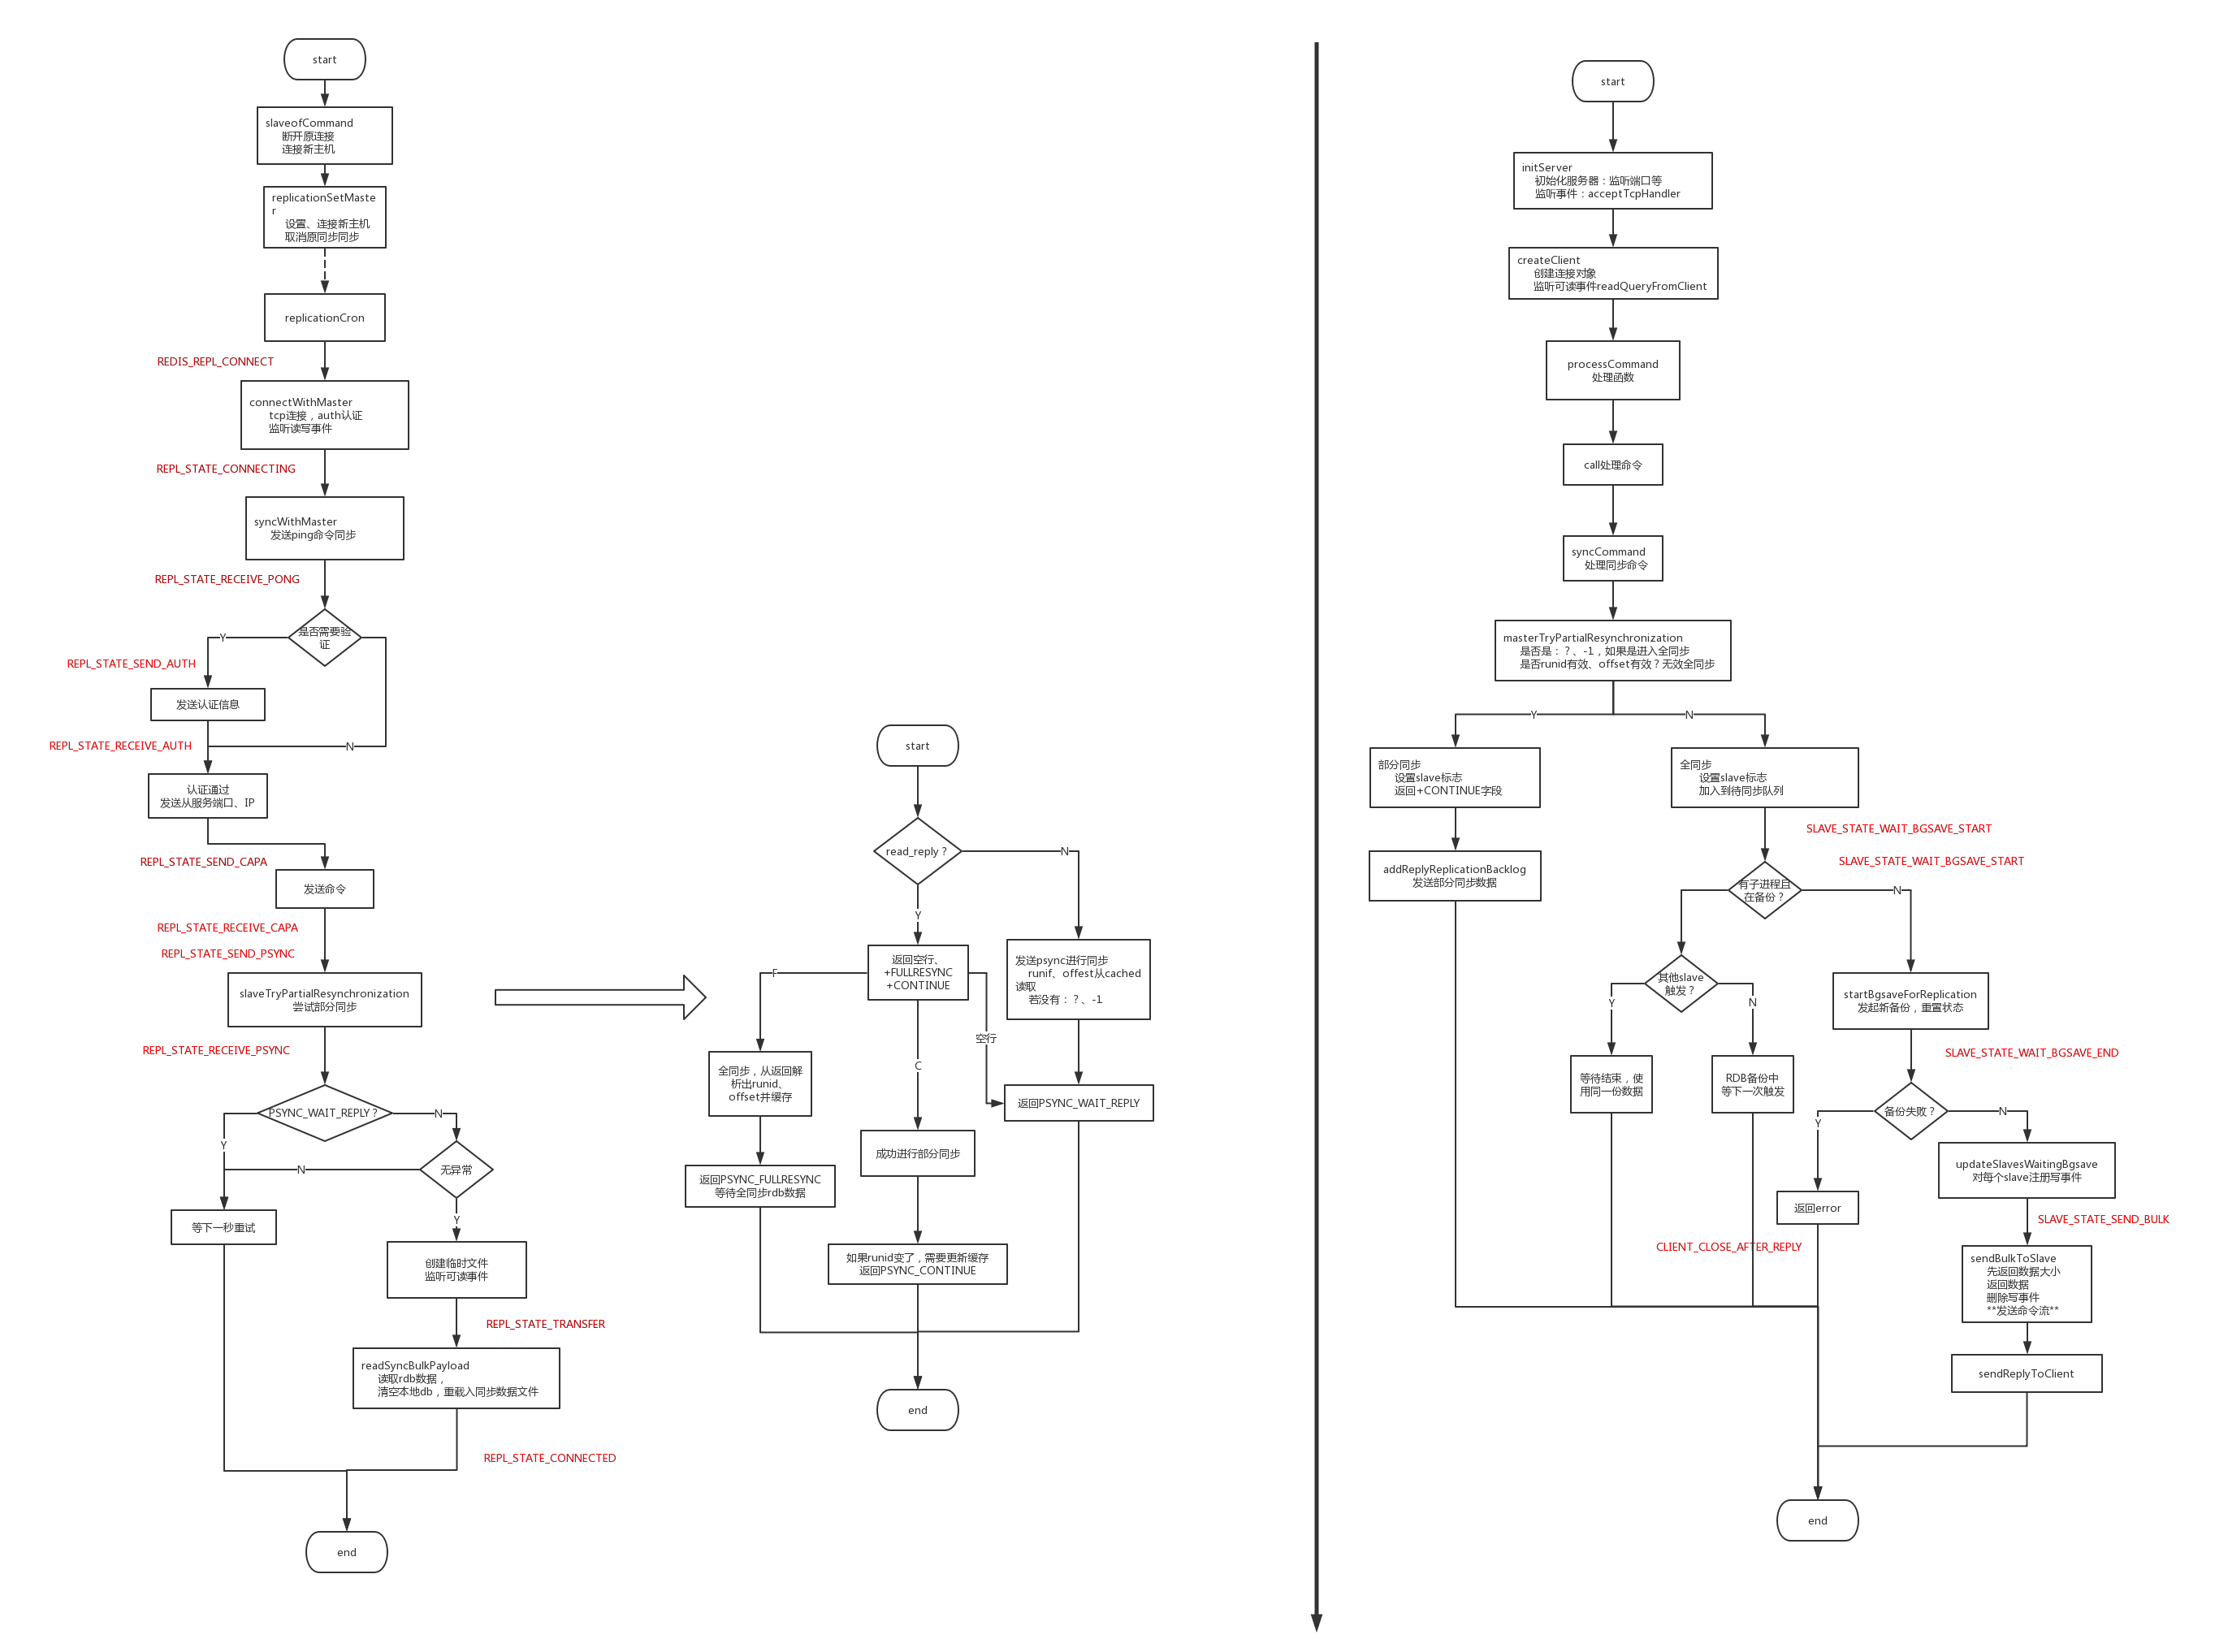 start
slaveofCommand
断开原连接
连接新主机
replicationSetMaste
r
设置、连接新主机
取消原同步同步
replicationCron
REDIS_REPL_CONNECT
connectWithMaster
tcp连接，auth认证
监听读写事件
REPL_STATE_CONNECTING
syncWithMaster
发送ping命令同步
REPL_STATE_RECEIVE_PONG
是否需要验
证
Y
REPL_STATE_SEND_AUTH
发送认证信息
REPL_STATE_RECEIVE_AUTH
N
认证通过
发送从服务端口、IP
REPL_STATE_SEND_CAPA
发送命令
REPL_STATE_RECEIVE_CAPA
REPL_STATE_SEND_PSYNC
slaveTryPartialResynchronization
尝试部分同步
REPL_STATE_RECEIVE_PSYNC
PSYNC_WAIT_REPLY？
N
Y
无异常
N
Y
等下一秒重试
创建临时文件
监听可读事件
REPL_STATE_TRANSFER
readSyncBulkPayload
读取rdb数据，
清空本地db，重载入同步数据文件
REPL_STATE_CONNECTED
end
start
read_reply？
N
Y
返回空行、
+FULLRESYNC
+CONTINUE
发送psync进行同步
runif、offest从cached
读取
若没有：？、-1
F
空行
C
全同步，从返回解
析出runid、
offset并缓存
返回PSYNC_WAIT_REPLY
成功进行部分同步
返回PSYNC_FULLRESYNC
等待全同步rdb数据
如果runid变了，需要更新缓存
返回PSYNC_CONTINUE
end
start
initServer
初始化服务器：监听端口等
监听事件：acceptTcpHandler
createClient
创建连接对象
监听可读事件readQueryFromClient
processCommand
处理函数
call处理命令
syncCommand
处理同步命令
masterTryPartialResynchronization
是否是：？、-1，如果是进入全同步
是否runid有效、offset有效？无效全同步
Y
N
部分同步
设置slave标志
返回+CONTINUE字段
全同步
设置slave标志
加入到待同步队列
SLAVE_STATE_WAIT_BGSAVE_START
SLAVE_STATE_WAIT_BGSAVE_START
addReplyReplicationBacklog
发送部分同步数据
有子进程且
在备份？
N
其他slave
触发？
Y
N
startBgsaveForReplication
发起新备份，重置状态
SLAVE_STATE_WAIT_BGSAVE_END
等待结束，使
用同一份数据
RDB备份中
等下一次触发
备份失败？
Y
N
updateSlavesWaitingBgsave
对每个slave注册写事件
返回error
SLAVE_STATE_SEND_BULK
CLIENT_CLOSE_AFTER_REPLY
sendBulkToSlave
先返回数据大小
返回数据
删除写事件
**发送命令流**
sendReplyToClient
end